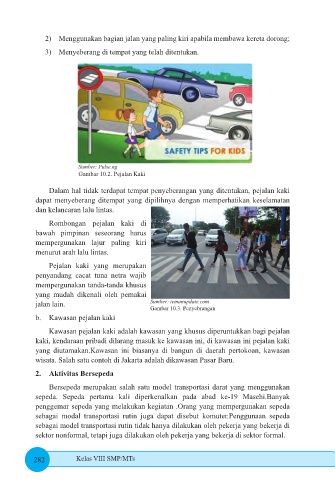 2) Menggunakan bagian jalan yang paling kiri apabila membawa kereta dorong;
3) Menyeberang di tempat yang telah ditentukan.
SAFETY TIPS FOR KIDS
Sumber: Pulse.ng
Gambar 10.2. Pejalan Kaki
Dalam hal tidak terdapat tempat penyeberangan yang ditentukan, pejalan kaki
dapat menyeberang ditempat yang dipilihnya dengan memperhatikan keselamatan
dan kelancaran lalu lintas.
Rombongan pejalan kaki di
bawah pimpinan seseorang harus
mempergunakan lajur paling kiri
menurut arah lalu lintas.
Pejalan kaki yang merupakan
penyandang cacat tuna netra wajib
mempergunakan tanda-tanda khusus
yang mudah dikenali oleh pemakai
jalan lain.
Gambar 10.3. Penyebrangan
b. Kawasan pejalan kaki
Kawasan pejalan kaki adalah kawasan yang khusus diperuntukkan bagi pejalan
kaki, kendaraan pribadi dilarang masuk ke kawasan ini, di kawasan ini pejalan kaki
yang diutamakan.Kawasan ini biasanya di bangun di daerah pertokoan, kawasan
wisata. Salah satu contoh di Jakarta adalah dikawasan Pasar Baru.
2. Aktivitas Bersepeda
Bersepeda merupakan salah satu model transportasi darat yang menggunakan
sepeda. Sepeda pertama kali diperkenalkan pada abad ke-19 Masehi.Banyak
penggemar sepeda yang melakukan kegiatan .Orang yang mempergunakan sepeda
sebagai modal transportasi rutin juga dapat disebut komuter.Penggunaan sepeda
sebagai model transportasi rutin tidak hanya dilakukan oleh pekerja yang bekerja di
sektor nonformal, tetapi juga dilakukan oleh pekerja yang bekerja di sektor formal.
282 Kelas VIII SMP/MTs